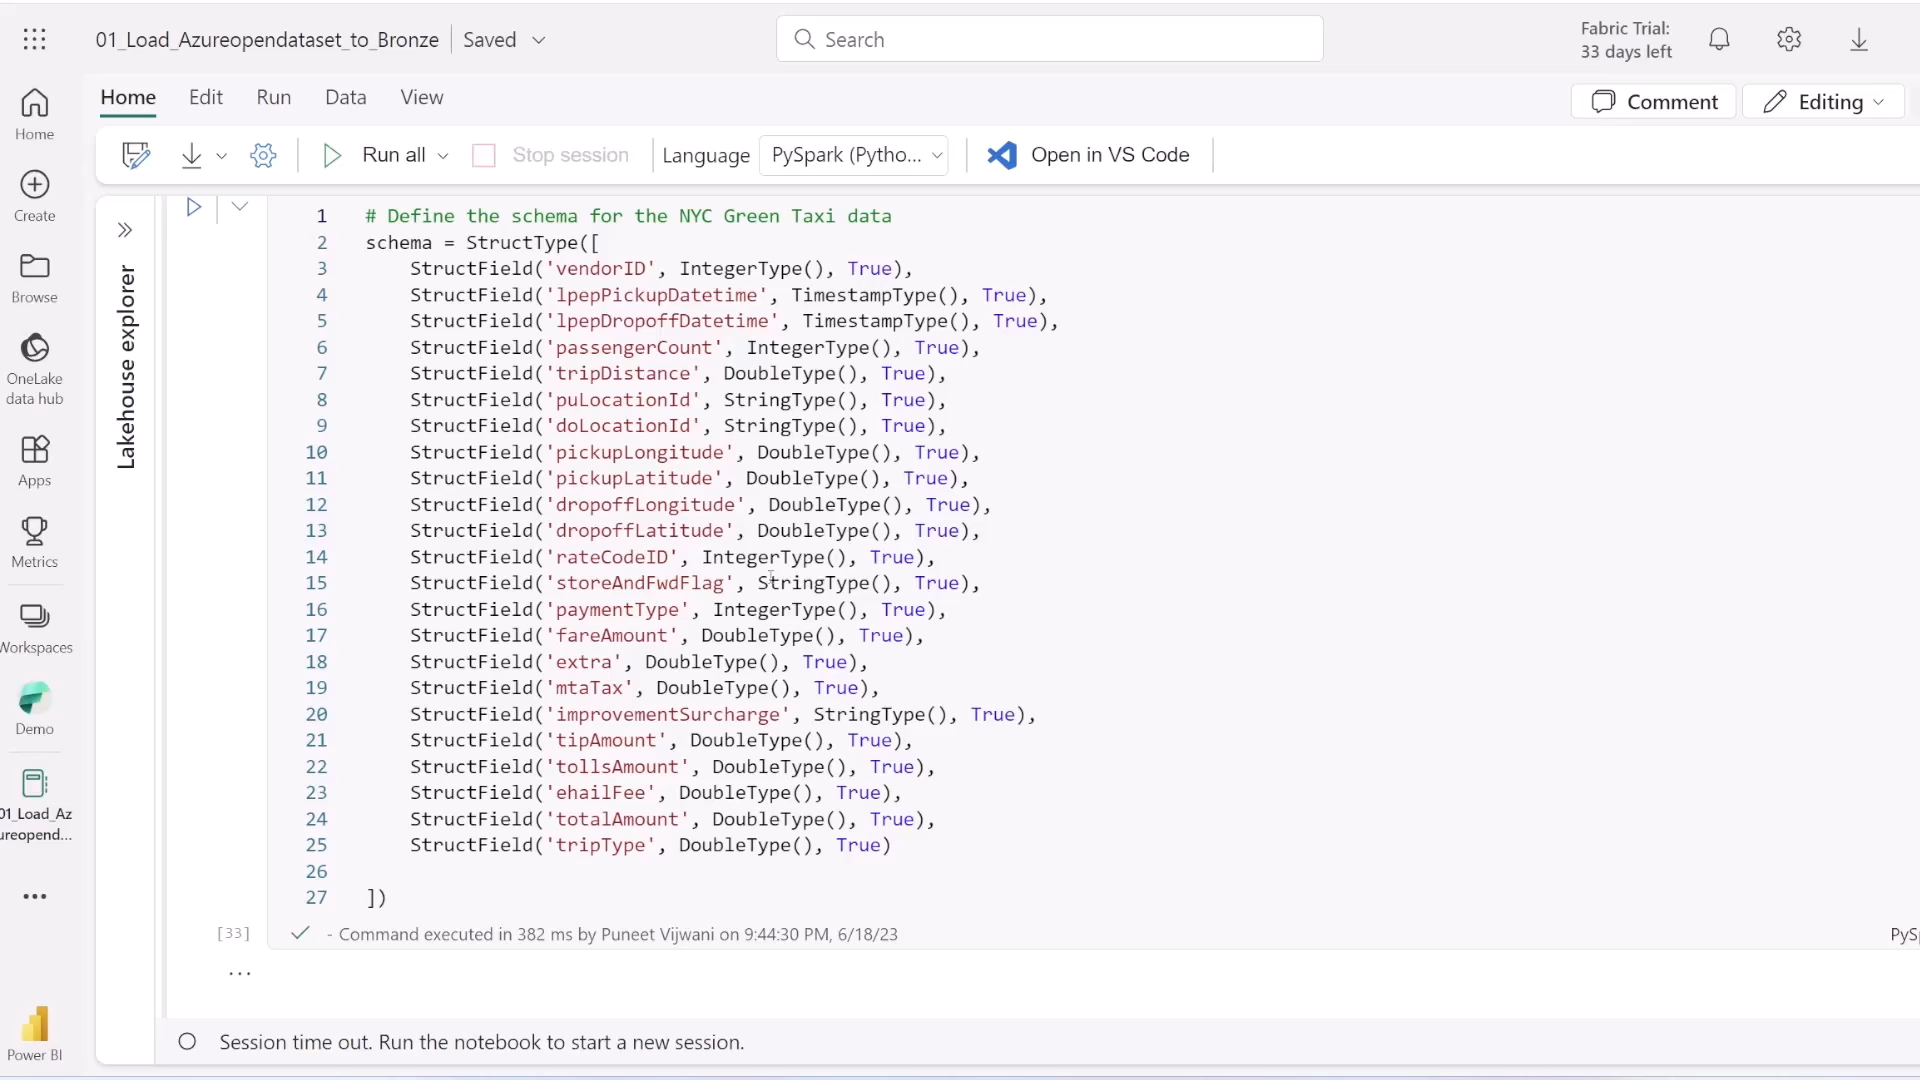 01_Load_Azureopendataset_to_Bronze
Saved
Search
Fabric Trial:
33 days left
Home Edit Run Data View
Comment
Editing
Run all
Stop session
Language
PySpark (Pytho...
Open in VS Code
Home
Create
Browse
OneLake
data hub
Apps
Metrics
Workspaces
Demo
01_Load_Az
ureopend...
Power BI
Lakehouse explorer
1 # Define the schema for the NYC Green Taxi data
2 schema = StructType([
3 StructField('vendorID', IntegerType(), True),
4 StructField('lpepPickupDatetime', TimestampType(), True),
5 StructField('lpepDropoffDatetime', TimestampType(), True),
6 StructField('passengerCount', IntegerType(), True),
7 StructField('tripDistance', DoubleType(), True),
8 StructField('puLocationId', StringType(), True),
9 StructField('doLocationId', StringType(), True),
10 StructField('pickupLongitude', DoubleType(), True),
11 StructField('pickupLatitude', DoubleType(), True),
12 StructField('dropoffLongitude', DoubleType(), True),
13 StructField('dropoffLatitude', DoubleType(), True),
14 StructField('rateCodeID', IntegerType(), True),
15 StructField('storeAndFwdFlag', StringType(), True),
16 StructField('paymentType', IntegerType(), True),
17 StructField('fareAmount', DoubleType(), True),
18 StructField('extra', DoubleType(), True),
19 StructField('mtaTax', DoubleType(), True),
20 StructField('improvementSurcharge', StringType(), True),
21 StructField('tipAmount', DoubleType(), True),
22 StructField('tollsAmount', DoubleType(), True),
23 StructField('ehailFee', DoubleType(), True),
24 StructField('totalAmount', DoubleType(), True),
25 StructField('tripType', DoubleType(), True)
26
27 ])
[33] - Command executed in 382 ms by Puneet Vijwani on 9:44:30 PM, 6/18/23
PySp
...
Session time out. Run the notebook to start a new session.